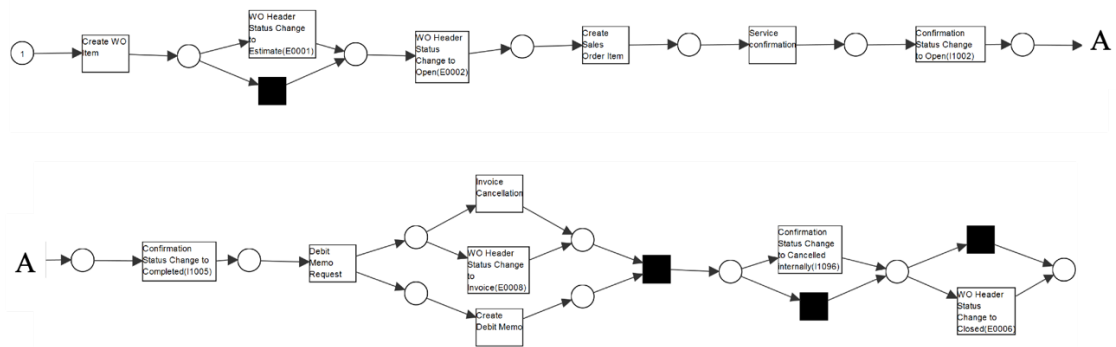 1
Create WO
Item
WO Header
Status Change
to
Estimate(E0001)
WO Header
Status
Change to
Open(E0002)
Create
Sales
Order Item
Service
confirmation
Confirmation
Status Change
to Open(I1002)
A
A
Confirmation
Status Change to
Completed(I1005)
Debit
Memo
Request
Invoice
Cancellation
WO Header
Status Change
to
Invoice(E0008)
Create
Debit Memo
Confirmation
Status Change
to Cancelled
Internally(I1096)
WO Header
Status
Change to
Closed(E0006)